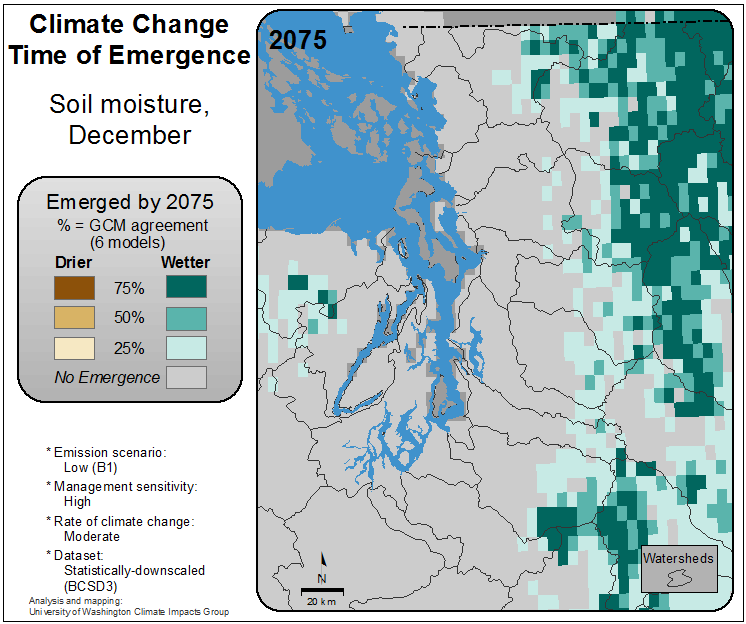 Climate Change
Time of Emergence
Soil moisture,
December
Emerged by 2075
% = GCM agreement
(6 models)
Drier Wetter
75%
50%
25%
No Emergence
* Emission scenario:
Low (B1)
* Management sensitivity:
High
* Rate of climate change:
Moderate
* Dataset:
Statistically-downscaled
(BCSD3)
Analysis and mapping:
University of Washington Climate Impacts Group
2075
N
20 km
Watersheds